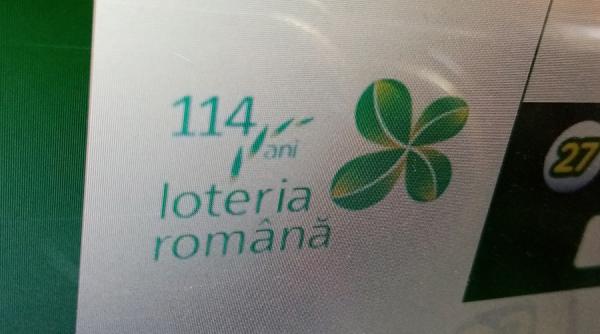 114
ani
loteria
română
27